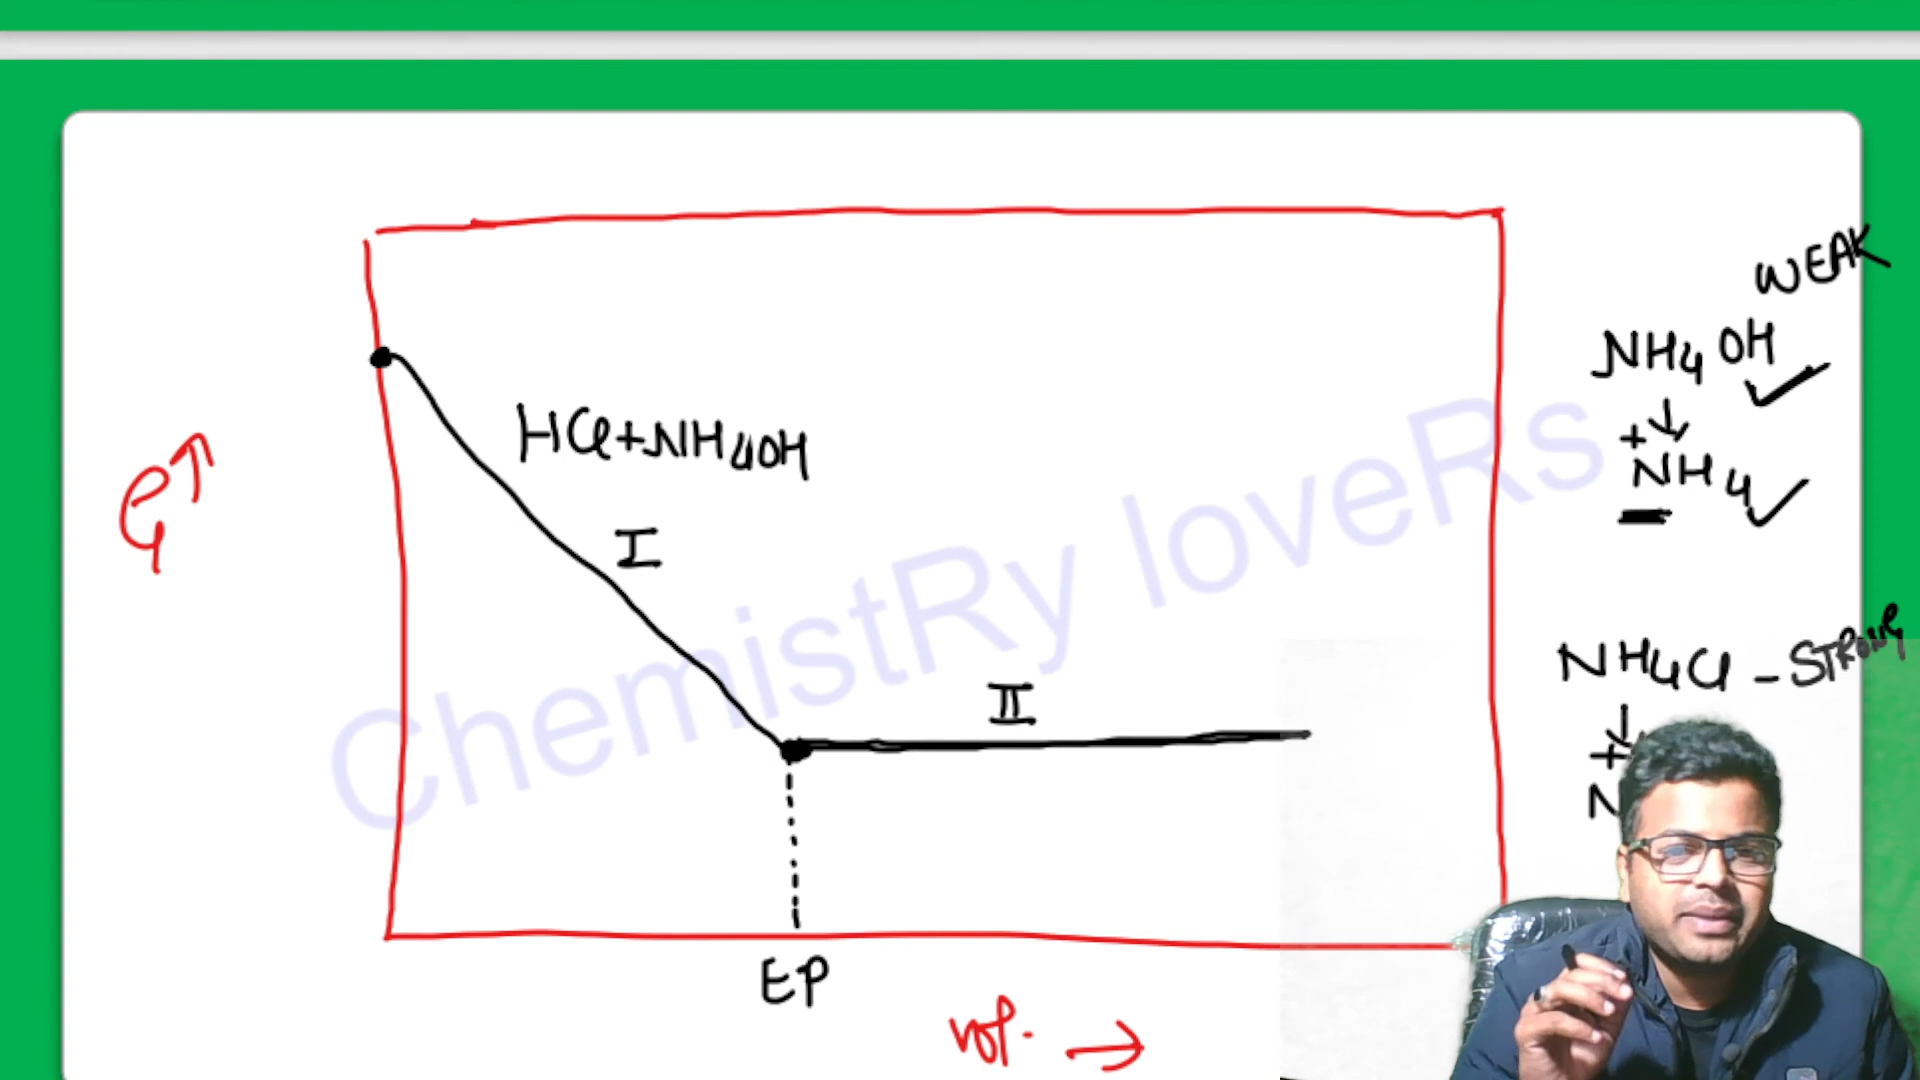 WEAK
NH4OH
+
NH4
HCl+NH4OH
I
ChemistRy loveRs
NH4Cl - STRONG
+
II
EP
vol.